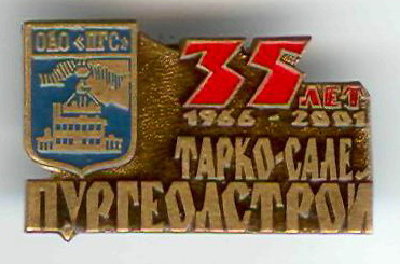 ОАО «ПГС»
35
ЛЕТ
1966 - 2001
ТАРКО-САЛЕ
ПУРГЕОЛСТРОЙ